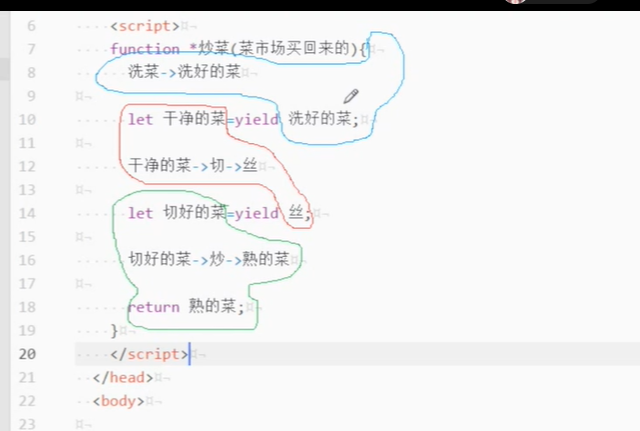 6 <script>
7 function *炒菜(菜市场买回来的){
8 洗菜->洗好的菜
9
10 let 干净的菜=yield 洗好的菜;
11
12 干净的菜->切->丝
13
14 let 切好的菜=yield 丝;
15
16 切好的菜->炒->熟的菜
17
18 return 熟的菜;
19 }
20 </script>
21 </head>
22 <body>
23